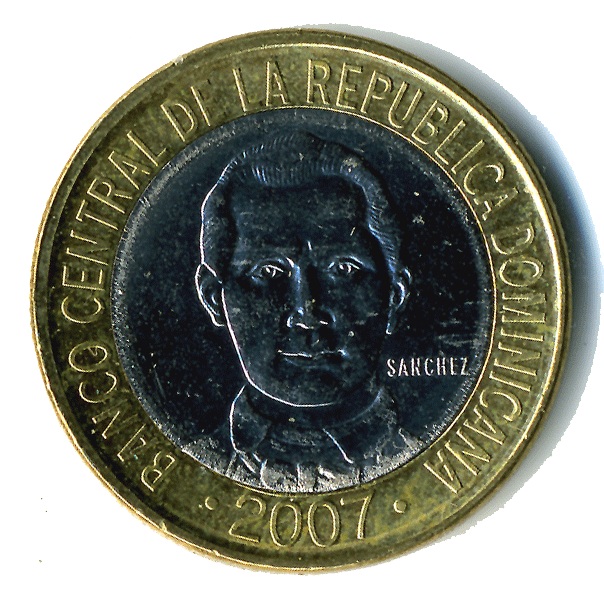 BANCO CENTRAL DE LA REPUBLICA DOMINICANA
SANCHEZ
· 2007 ·